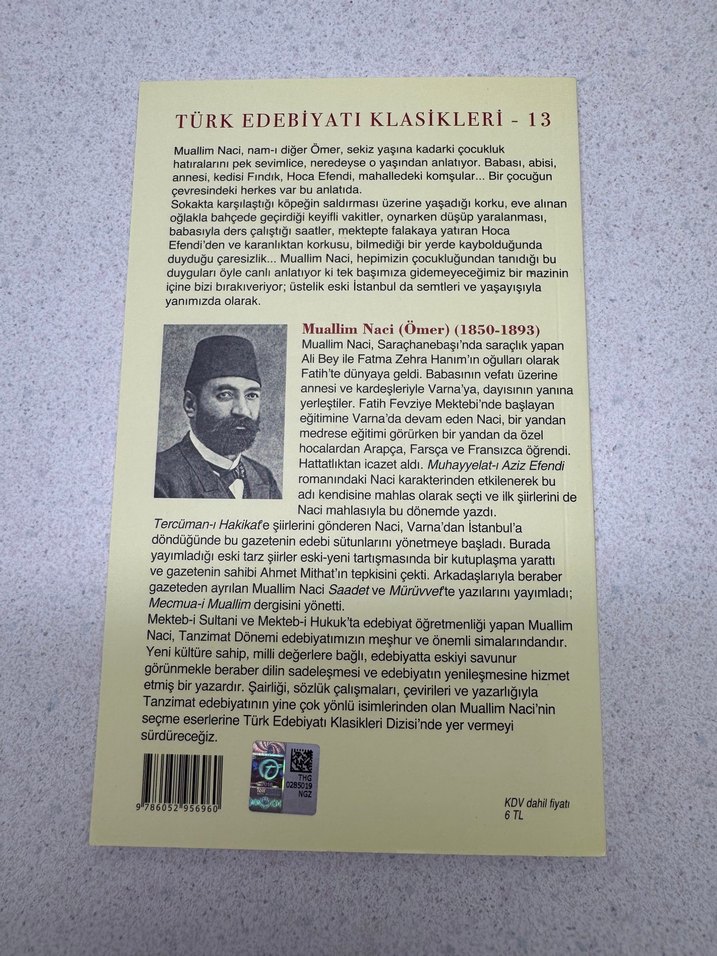 TÜRK EDEBİYATI KLASİKLERİ - 13
Muallim Naci, nam-ı diğer Ömer, sekiz yaşına kadarki çocukluk
hatıralarını pek sevimlice, neredeyse o yaşından anlatıyor. Babası, abisi,
annesi, kedisi Fındık, Hoca Efendi, mahalledeki komşular... Bir çocuğun
çevresindeki herkes var bu anlatıda.
Sokakta karşılaştığı köpeğin saldırması üzerine yaşadığı korku, eve alınan
oğlakla bahçede geçirdiği keyifli vakitler, oynarken düşüp yaralanması,
babasıyla ders çalıştığı saatler, mektepte falakaya yatıran Hoca
Efendi'den ve karanlıktan korkusu, bilmediği bir yerde kaybolduğunda
duyduğu çaresizlik... Muallim Naci, hepimizin çocukluğundan tanıdığı bu
duyguları öyle canlı anlatıyor ki tek başımıza gidemeyeceğimiz bir mazinin
içine bizi bırakıveriyor; üstelik eski İstanbul da semtleri ve yaşayışıyla
yanımızda olarak.
Muallim Naci (Ömer) (1850-1893)
Muallim Naci, Saraçhanebaşı'nda saraçlık yapan
Ali Bey ile Fatma Zehra Hanım'ın oğulları olarak
Fatih'te dünyaya geldi. Babasının vefatı üzerine
annesi ve kardeşleriyle Varna'ya, dayısının yanına
yerleştiler. Fatih Fevziye Mektebi'nde başlayan
eğitimine Varna'da devam eden Naci, bir yandan
medrese eğitimi görürken bir yandan da özel
hocalardan Arapça, Farsça ve Fransızca öğrendi.
Hattatlıktan icazet aldı. Muhayyelat-ı Aziz Efendi
romanındaki Naci karakterinden etkilenerek bu
adı kendisine mahlas olarak seçti ve ilk şiirlerini de
Naci mahlasıyla bu dönemde yazdı.
Tercüman-ı Hakikat'e şiirlerini gönderen Naci, Varna'dan İstanbul'a
döndüğünde bu gazetenin edebi sütunlarını yönetmeye başladı. Burada
yayımladığı eski tarz şiirler eski-yeni tartışmasında bir kutuplaşma yarattı
ve gazetenin sahibi Ahmet Mithat'ın tepkisini çekti. Arkadaşlarıyla beraber
gazeteden ayrılan Muallim Naci Saadet ve Mürüvvet'te yazılarını yayımladı;
Mecmua-i Muallim dergisini yönetti.
Mekteb-i Sultani ve Mekteb-i Hukuk'ta edebiyat öğretmenliği yapan Muallim
Naci, Tanzimat Dönemi edebiyatımızın meşhur ve önemli simalarındandır.
Yeni kültüre sahip, milli değerlere bağlı, edebiyatta eskiyi savunur
görünmekle beraber dilin sadeleşmesi ve edebiyatın yenileşmesine hizmet
etmiş bir yazardır. Şairliği, sözlük çalışmaları, çevirileri ve yazarlığıyla
Tanzimat edebiyatının yine çok yönlü isimlerinden olan Muallim Naci'nin
seçme eserlerine Türk Edebiyatı Klasikleri Dizisi'nde yer vermeyi
sürdüreceğiz.
9 786052 956960
THG
0285019
NGZ
KDV dahil fiyatı
6 TL